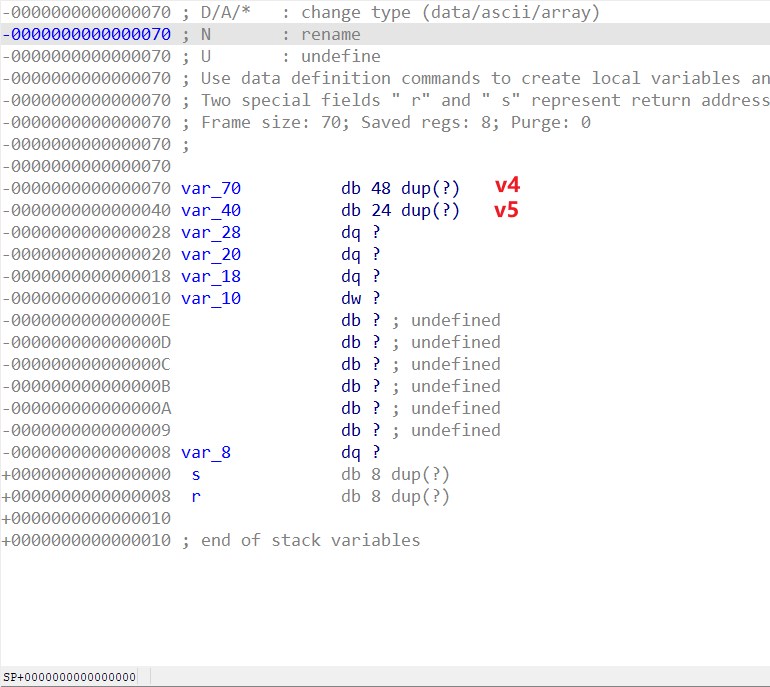 -0000000000000070 ; D/A/*   : change type (data/ascii/array)
-0000000000000070 ; N       : rename
-0000000000000070 ; U       : undefine
-0000000000000070 ; Use data definition commands to create local variables an
-0000000000000070 ; Two special fields " r" and " s" represent return address
-0000000000000070 ; Frame size: 70; Saved regs: 8; Purge: 0
-0000000000000070 ;
-0000000000000070
-0000000000000070 var_70          db 48 dup(?) v4
-0000000000000040 var_40          db 24 dup(?) v5
-0000000000000028 var_28          dq ?
-0000000000000020 var_20          dq ?
-0000000000000018 var_18          dq ?
-0000000000000010 var_10          dw ?
-000000000000000E                 db ? ; undefined
-000000000000000D                 db ? ; undefined
-000000000000000C                 db ? ; undefined
-000000000000000B                 db ? ; undefined
-000000000000000A                 db ? ; undefined
-0000000000000009                 db ? ; undefined
-0000000000000008 var_8           dq ?
+0000000000000000  s              db 8 dup(?)
+0000000000000008  r              db 8 dup(?)
+0000000000000010
+0000000000000010 ; end of stack variables
SP+0000000000000000